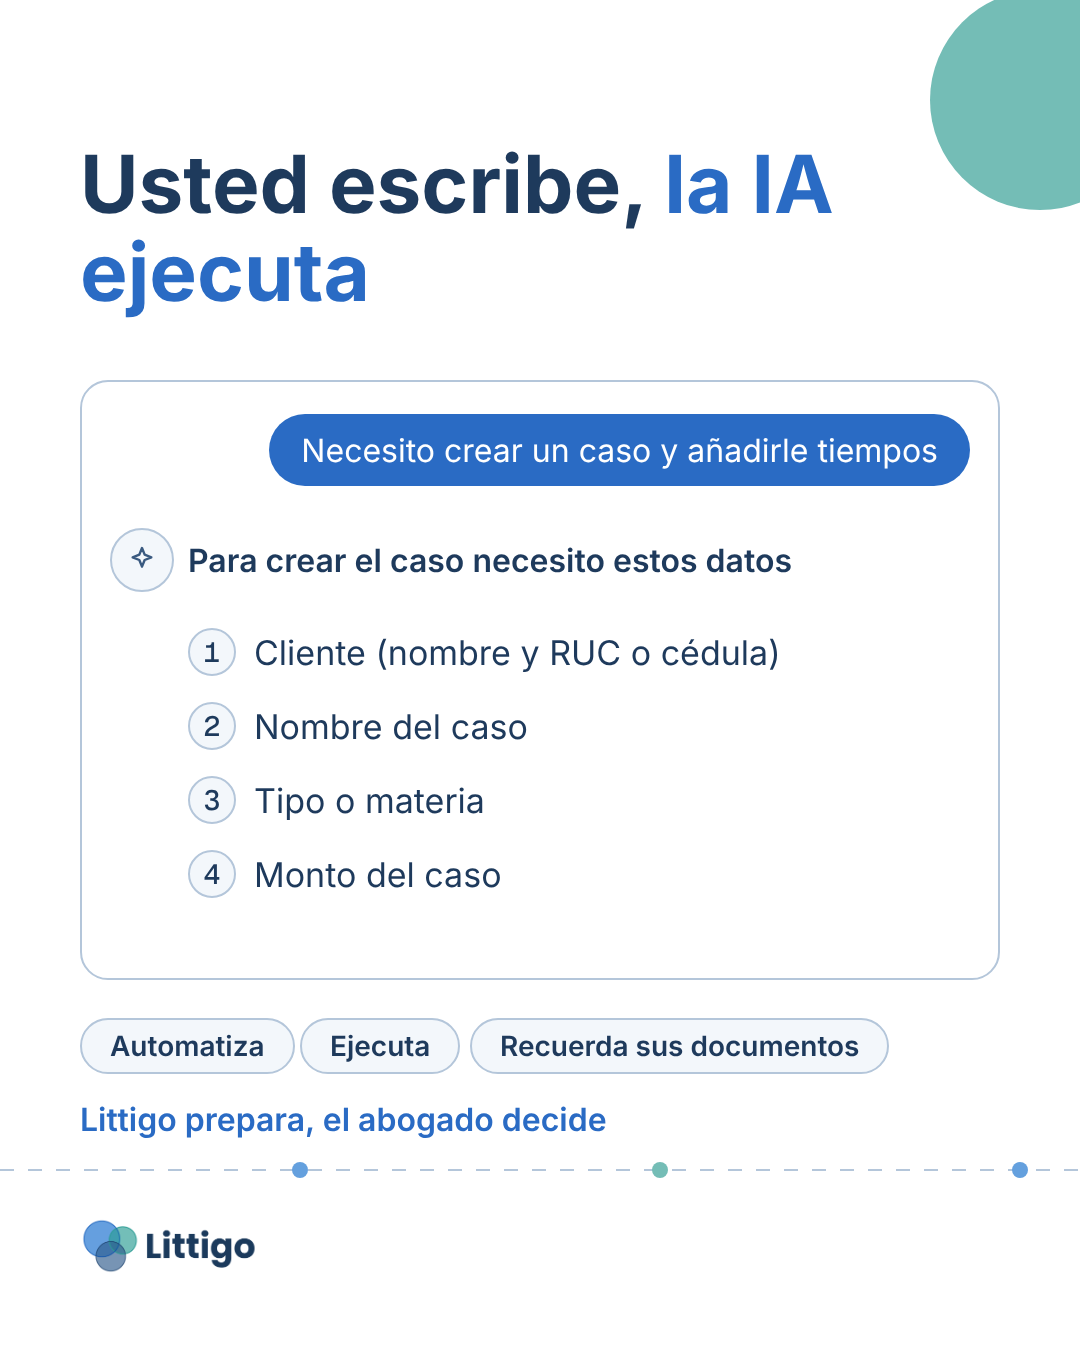 Usted escribe, la IA
ejecuta
Necesito crear un caso y añadirle tiempos
Para crear el caso necesito estos datos
1 Cliente (nombre y RUC o cédula)
2 Nombre del caso
3 Tipo o materia
4 Monto del caso
Automatiza Ejecuta Recuerda sus documentos
Littigo prepara, el abogado decide
Littigo